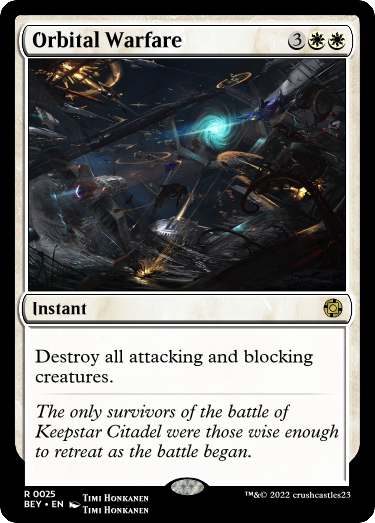 Orbital Warfare 3
Instant
Destroy all attacking and blocking
creatures.
The only survivors of the battle of
Keepstar Citadel were those wise enough
to retreat as the battle began.
R 0025
BEY • EN Timi Honkanen
Timi Honkanen
™&© 2022 crushcastles23